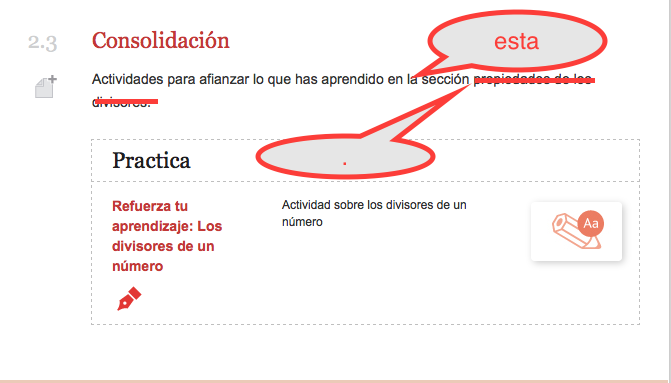 esta
2.3 Consolidación
Actividades para afianzar lo que has aprendido en la sección propiedades de los
divisores.
.
Practica
Refuerza tu
aprendizaje: Los
divisores de un
número
Actividad sobre los divisores de un
número
Aa